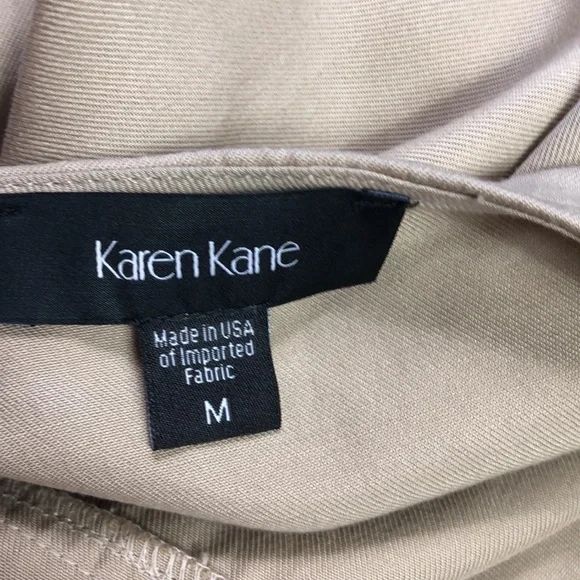 Karen Kane
Made in USA
of Imported
Fabric
M